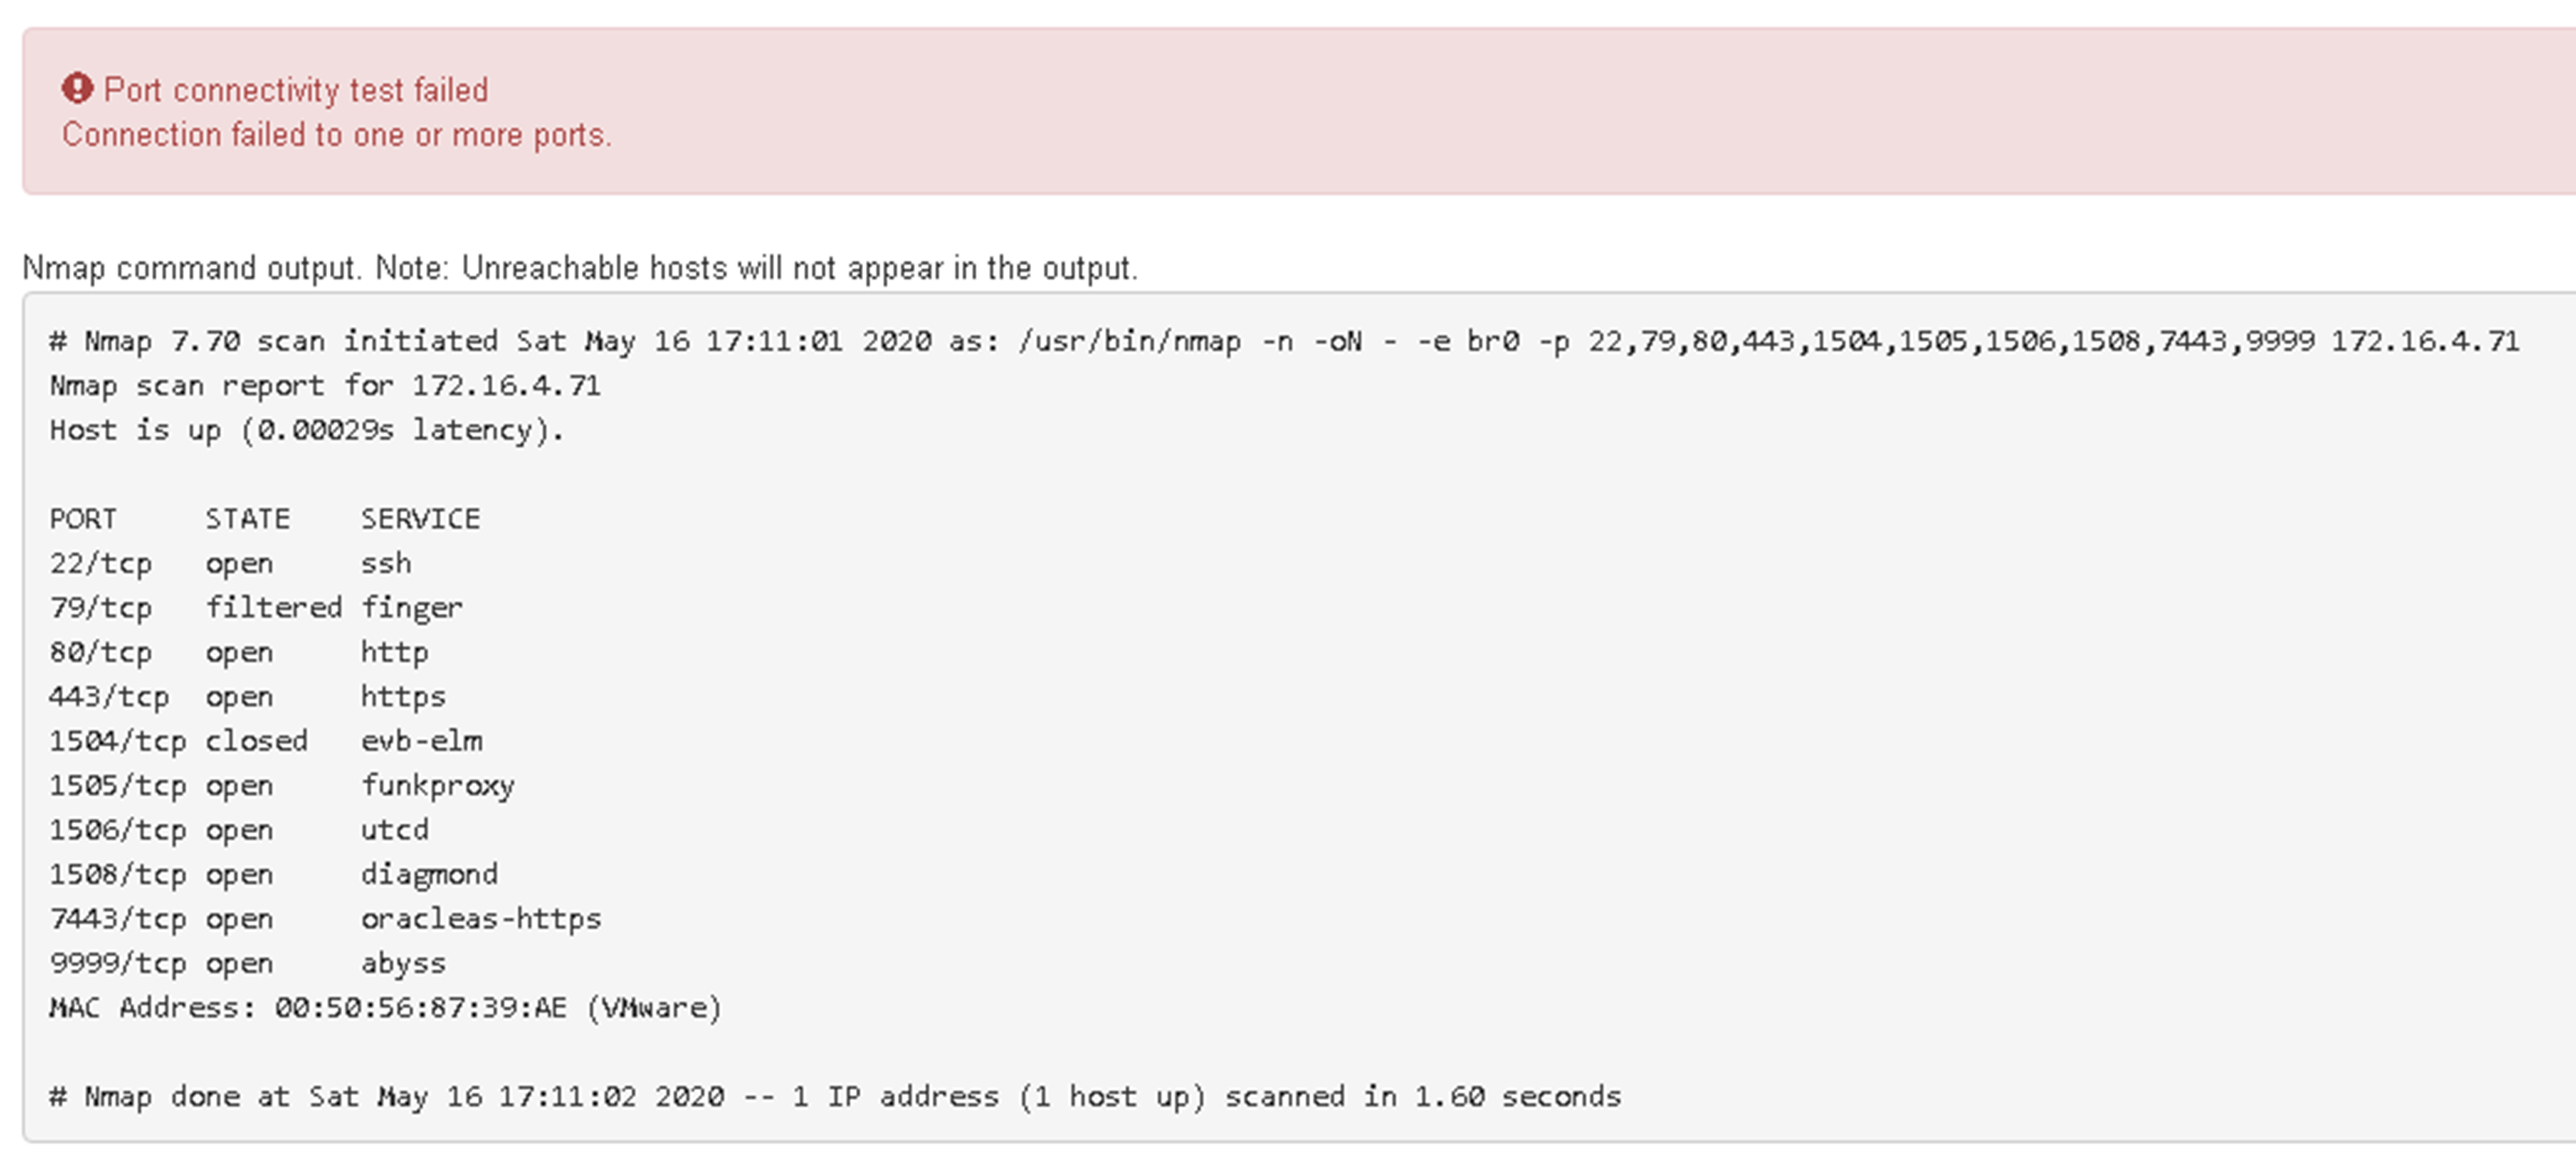 Port connectivity test failed
Connection failed to one or more ports.
Nmap command output. Note: Unreachable hosts will not appear in the output.
# Nmap 7.70 scan initiated Sat May 16 17:11:01 2020 as: /usr/bin/nmap -n -oN - -e br0 -p 22,79,80,443,1504,1505,1506,1508,7443,9999 172.16.4.71
Nmap scan report for 172.16.4.71
Host is up (0.00029s latency).
PORT     STATE    SERVICE
22/tcp   open     ssh
79/tcp   filtered finger
80/tcp   open     http
443/tcp  open     https
1504/tcp closed   evb-elm
1505/tcp open     funkproxy
1506/tcp open     utcd
1508/tcp open     diagmond
7443/tcp open     oracleas-https
9999/tcp open     abyss
MAC Address: 00:50:56:87:39:AE (VMware)
# Nmap done at Sat May 16 17:11:02 2020 -- 1 IP address (1 host up) scanned in 1.60 seconds